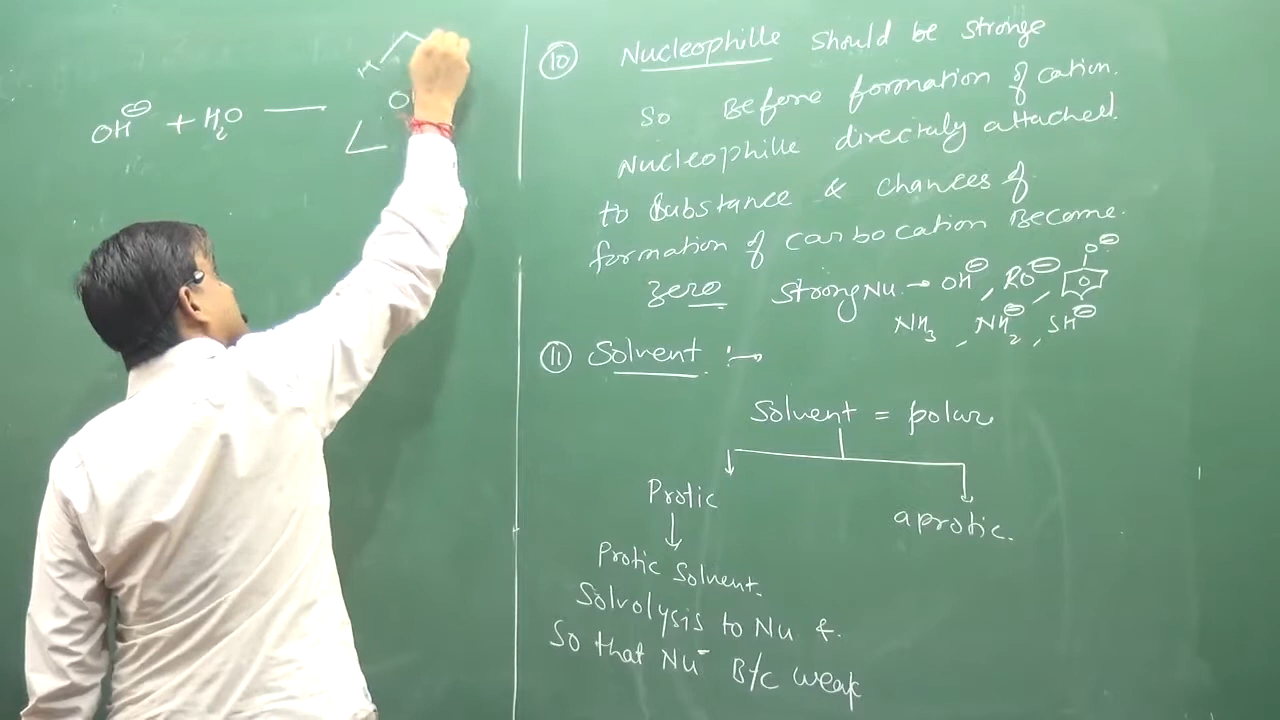 OH⊖ + H₂O —
H
O
⑩ Nucleophille should be stronge
So Before formation of cation.
Nucleophille directaly attached.
to Substance & chances of
formation of carbocation Become.
zero strong Nu. → OH⊖, RO⊖, O⊖
NH₃, NH₂⊖, SH⊖
⑪ Solvent :→
Solvent = polar
Protic
aprotic.
Protic Solvent.
Solvolysis to Nu &.
So that Nu⁻ B/c weak